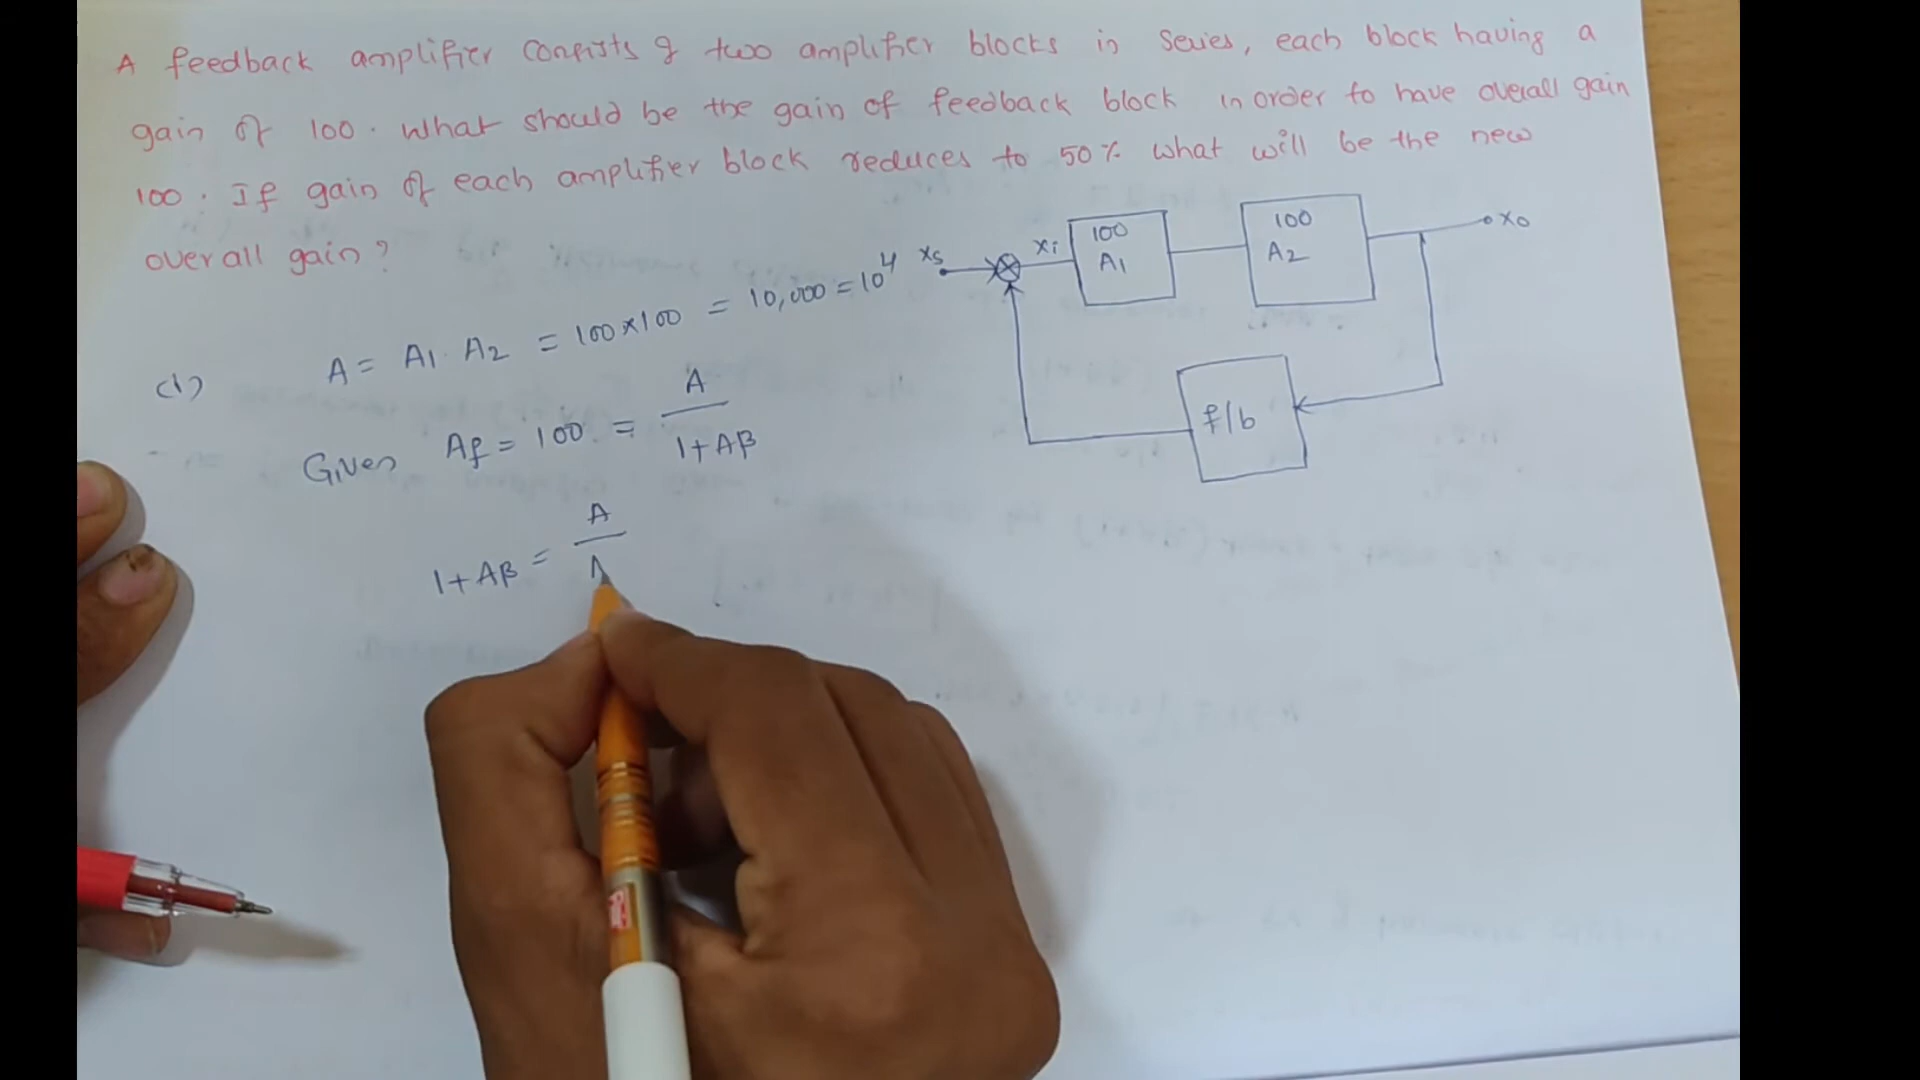 A feedback amplifier consists of two amplifier blocks in series, each block having a
gain of 100. What should be the gain of feedback block in order to have overall gain
100. If gain of each amplifier block reduces to 50% what will be the new
overall gain?
xs xi 100 A1 100 A2 xo
(1) A = A1 . A2 = 100×100 = 10,000 = 10^4
Given Af = 100 = A / 1+Aβ
f/b
1+Aβ = A / A